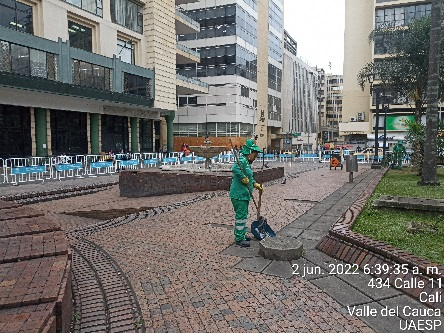 2 jun. 2022 6:39:35 a. m.
434 Calle 11
Cali
Valle del Cauca
UAESP